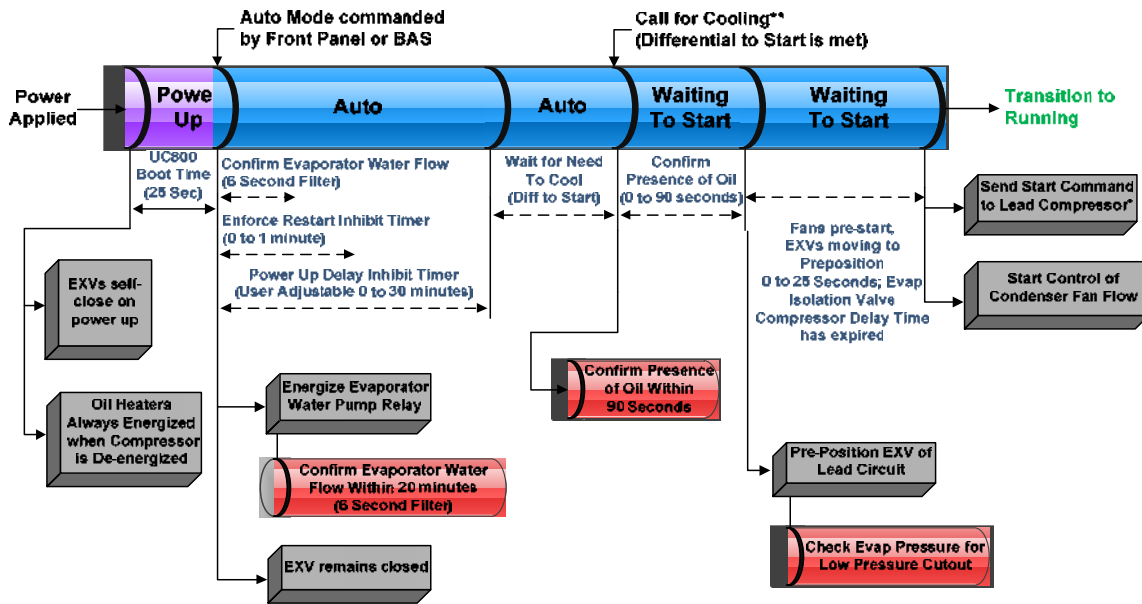 Auto Mode commanded
by Front Panel or BAS
Call for Cooling**
(Differential to Start is met)
Power
Applied
Powe
Up
Auto
Auto
Waiting
To Start
Waiting
To Start
Transition to
Running
UC800
Boot Time
(25 Sec)
Confirm Evaporator Water Flow
(6 Second Filter)
Enforce Restart Inhibit Timer
(0 to 1 minute)
Power Up Delay Inhibit Timer
(User Adjustable 0 to 30 minutes)
Wait for Need
To Cool
(Diff to Start)
Confirm
Presence of Oil
(0 to 90 seconds)
Fans pre-start,
EXVs moving to
Preposition
0 to 25 Seconds; Evap
Isolation Valve
Compressor Delay Time
has expired
Send Start Command
to Lead Compressor*
Start Control of
Condenser Fan Flow
EXVs self-
close on
power up
Oil Heaters
Always Energized
when Compressor
is De-energized
Energize Evaporator
Water Pump Relay
Confirm Evaporator Water
Flow Within 20 minutes
(6 Second Filter)
EXV remains closed
Confirm Presence
of Oil Within
90 Seconds
Pre-Position EXV of
Lead Circuit
Check Evap Pressure for
Low Pressure Cutout